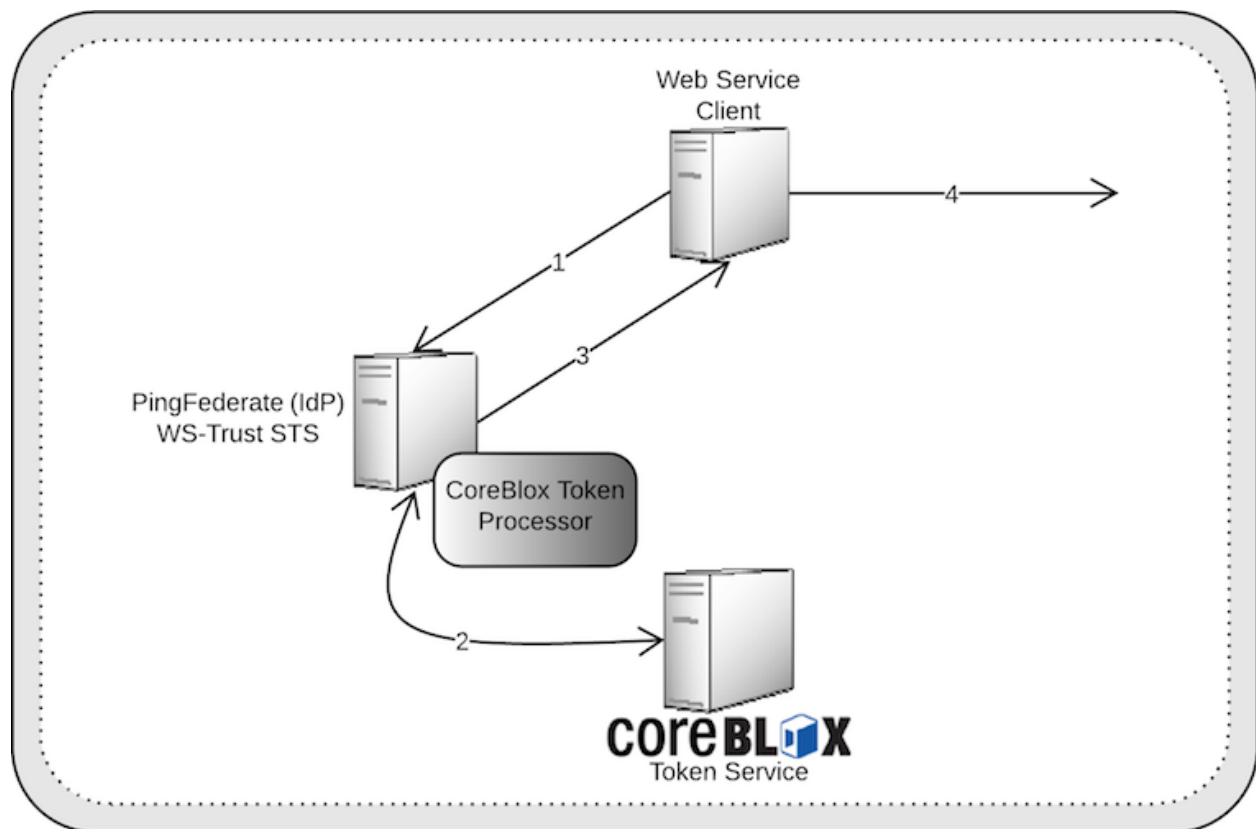 Web Service
Client
4
1
3
PingFederate (IdP)
WS-Trust STS
CoreBlox Token
Processor
2
coreBLOX
Token Service